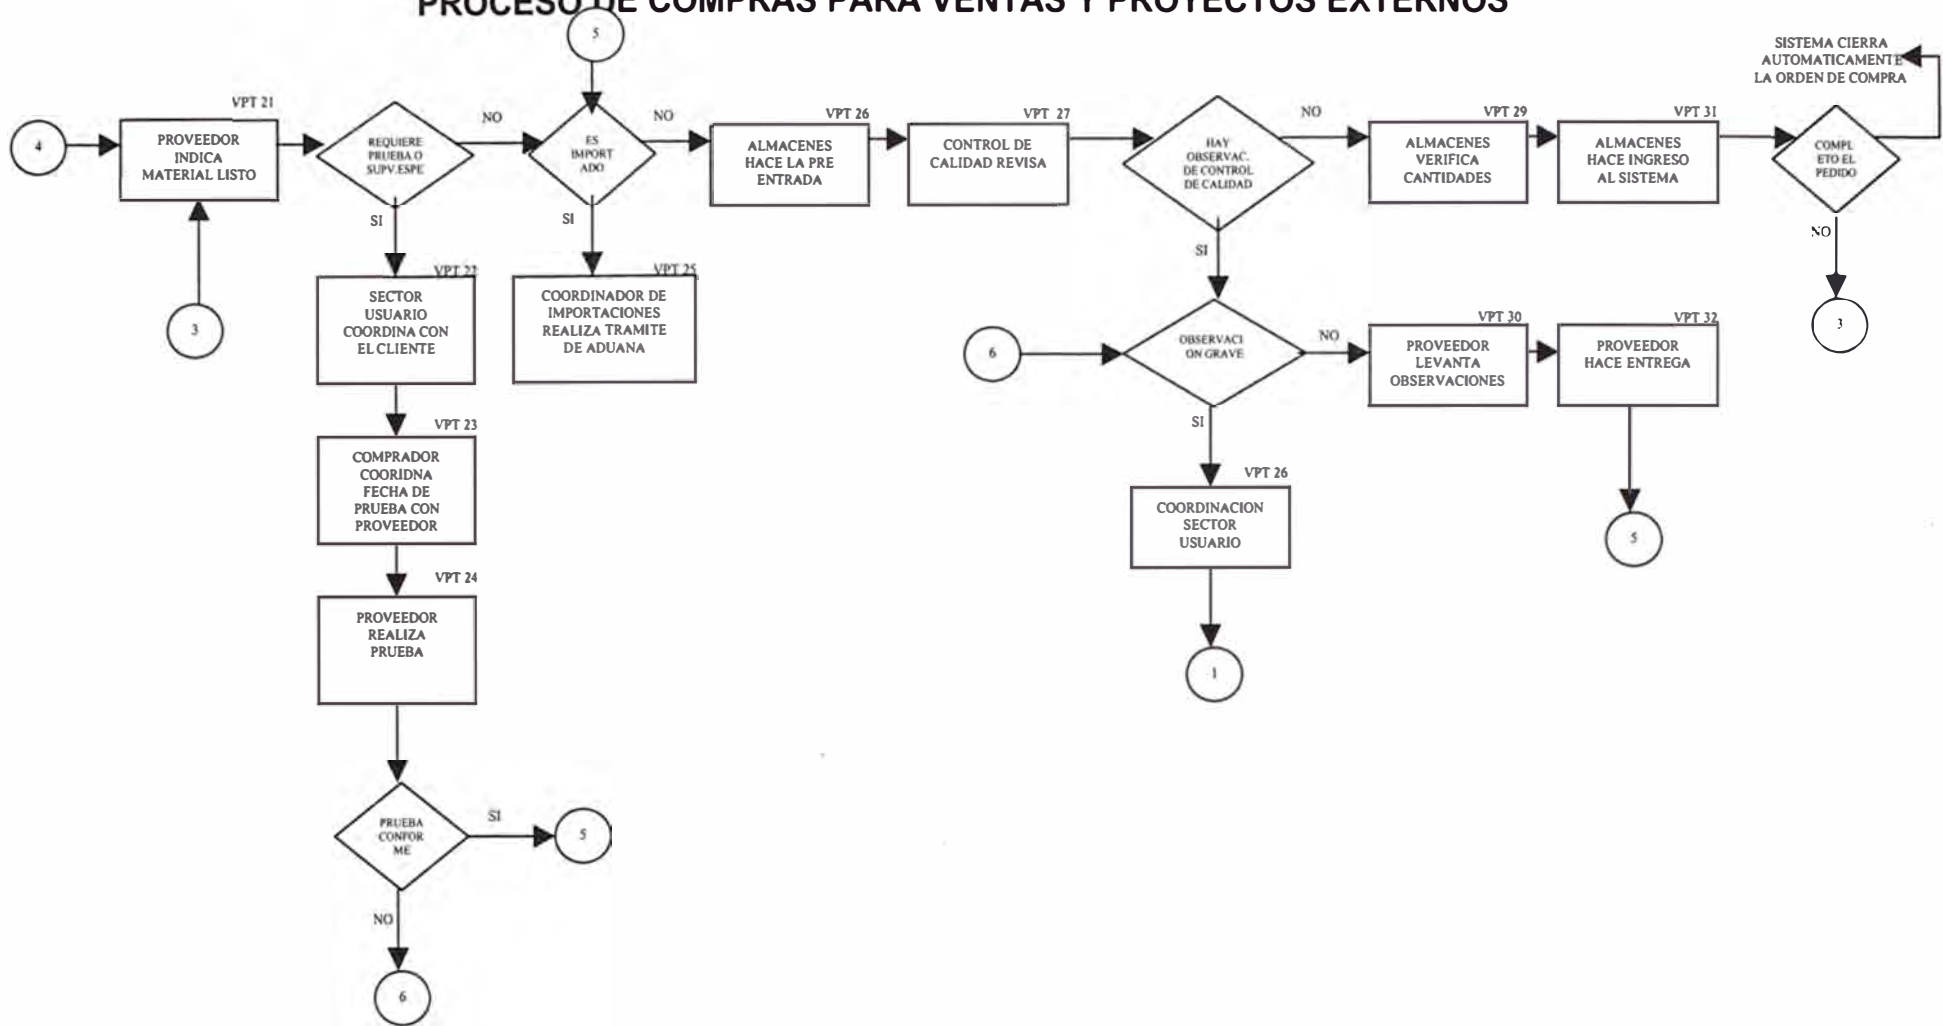 PROCESO DE COMPRAS PARA VENTAS Y PROYECTOS EXTERNOS
5
SISTEMA CIERRA
AUTOMATICAMENTE
LA ORDEN DE COMPRA
4
VPT 21
PROVEEDOR
INDICA
MATERIAL LISTO
REQUIERE
PRUEBA O
SUPV.ESPE
NO
ES
IMPORT
ADO
NO
VPT 26
ALMACENES
HACE LA PRE
ENTRADA
VPT 27
CONTROL DE
CALIDAD REVISA
HAY
OBSERVAC.
DE CONTROL
DE CALIDAD
NO
VPT 29
ALMACENES
VERIFICA
CANTIDADES
VPT 31
ALMACENES
HACE INGRESO
AL SISTEMA
COMPL
ETO EL
PEDIDO
SI
SI
SI
NO
3
VPT 22
SECTOR
USUARIO
COORDINA CON
EL CLIENTE
VPT 25
COORDINADOR DE
IMPORTACIONES
REALIZA TRAMITE
DE ADUANA
6
OBSERVACI
ON GRAVE
NO
VPT 30
PROVEEDOR
LEVANTA
OBSERVACIONES
VPT 32
PROVEEDOR
HACE ENTREGA
3
SI
VPT 23
COMPRADOR
COORIDNA
FECHA DE
PRUEBA CON
PROVEEDOR
VPT 26
COORDINACION
SECTOR
USUARIO
5
VPT 24
PROVEEDOR
REALIZA
PRUEBA
1
PRUEBA
CONFOR
ME
SI
5
NO
6